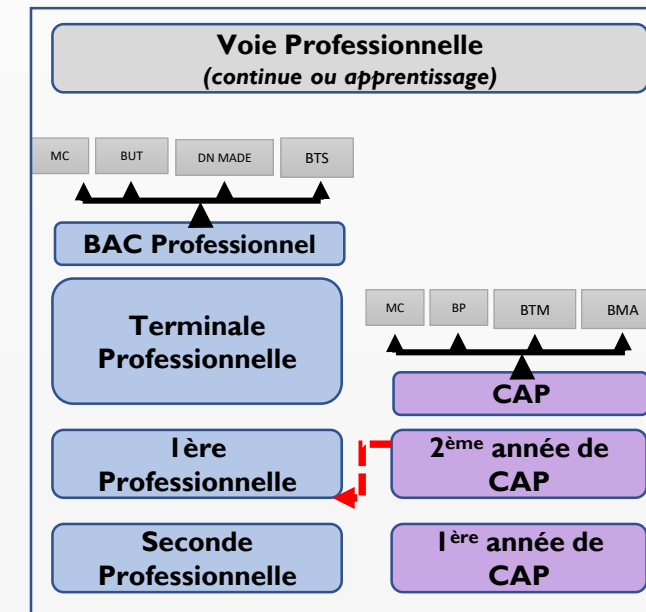 Voie Professionnelle
(continue ou apprentissage)
MC BUT DN MADE BTS
BAC Professionnel
Terminale
Professionnelle
MC BP BTM BMA
CAP
1ère
Professionnelle
2ème année de
CAP
Seconde
Professionnelle
1ère année de
CAP